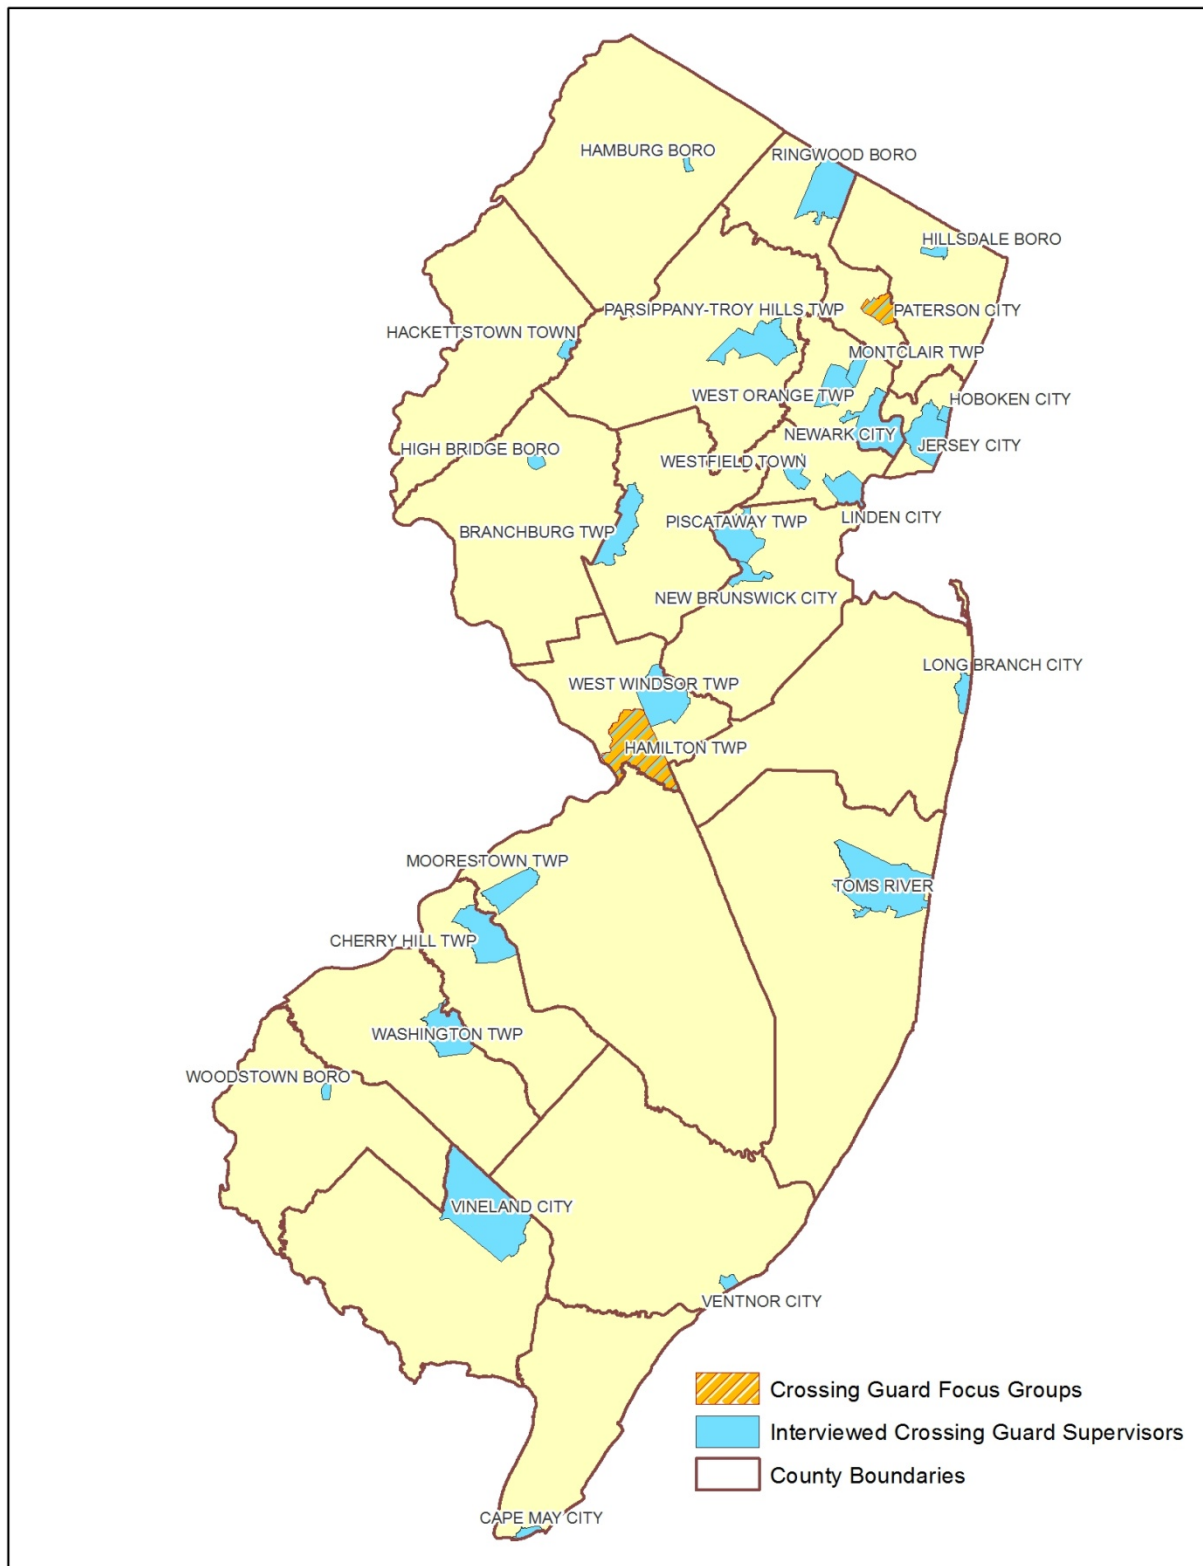 HAMBURG BORO
RINGWOOD BORO
HILLSDALE BORO
PARSIPPANY-TROY HILLS TWP
PATERSON CITY
HACKETTSTOWN TOWN
MONTCLAIR TWP
WEST ORANGE TWP
HOBOKEN CITY
NEWARK CITY
JERSEY CITY
HIGH BRIDGE BORO
WESTFIELD TOWN
LINDEN CITY
PISCATAWAY TWP
BRANCHBURG TWP
NEW BRUNSWICK CITY
LONG BRANCH CITY
WEST WINDSOR TWP
HAMILTON TWP
MOORESTOWN TWP
TOMS RIVER
CHERRY HILL TWP
WASHINGTON TWP
WOODSTOWN BORO
VINELAND CITY
VENTNOR CITY
Crossing Guard Focus Groups
Interviewed Crossing Guard Supervisors
County Boundaries
CAPE MAY CITY